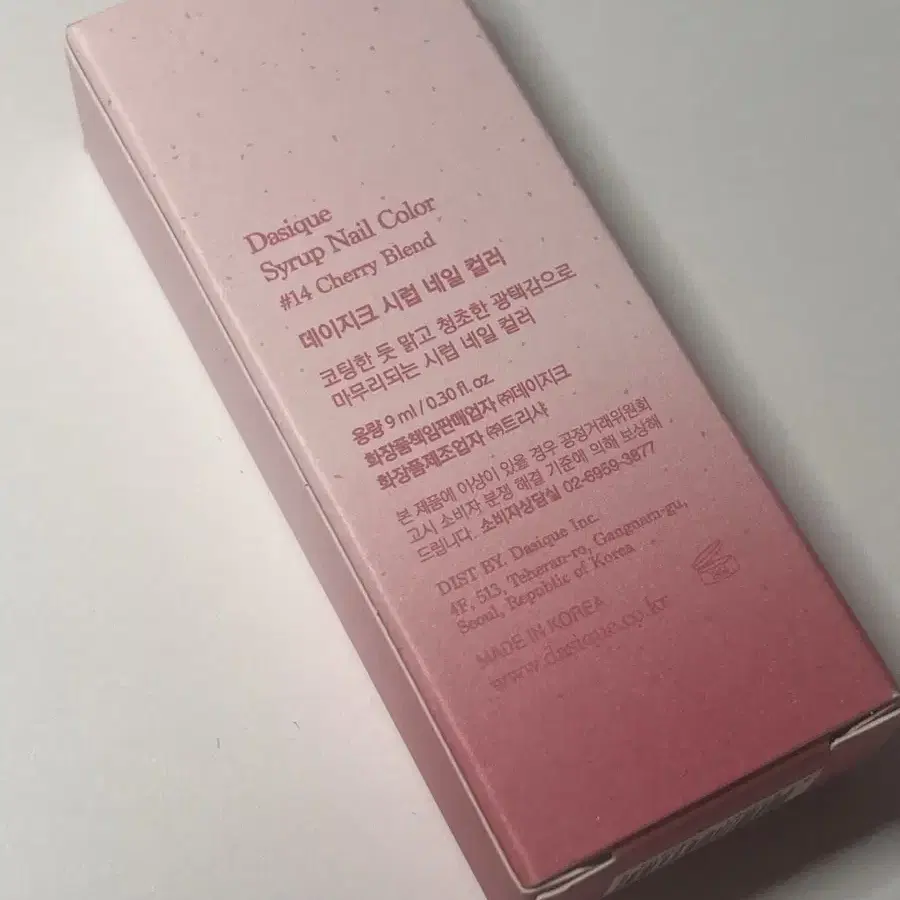 Dasique
Syrup Nail Color
#14 Cherry Blend
데이지크 시럽 네일 컬러
코팅한 듯 맑고 청초한 광택감으로
마무리되는 시럽 네일 컬러
용량 9 ml / 0.30 fl. oz
화장품책임판매업자 ㈜데이지크
화장품제조업자 ㈜트리샤
본 제품에 이상이 있을 경우 공정거래위원회
고시 소비자 분쟁 해결 기준에 의해 보상해
드립니다. 소비자상담실 02-6959-3877
DIST BY. Dasique Inc.
4F, 513, Teheran-ro, Gangnam-gu,
Seoul, Republic of Korea
MADE IN KOREA
www.dasique.co.kr